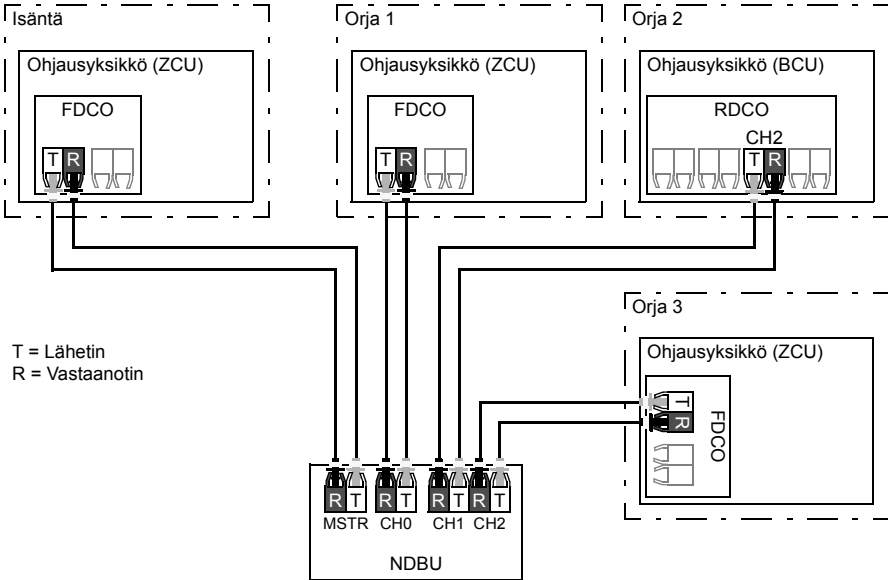 Isäntä
Ohjausyksikkö (ZCU)
FDCO
T R
Orja 1
Ohjausyksikkö (ZCU)
FDCO
T R
Orja 2
Ohjausyksikkö (BCU)
RDCO
CH2
T R
T = Lähetin
R = Vastaanotin
Orja 3
Ohjausyksikkö (ZCU)
T
R
FDCO
R T R T R T R T
MSTR CH0 CH1 CH2
NDBU